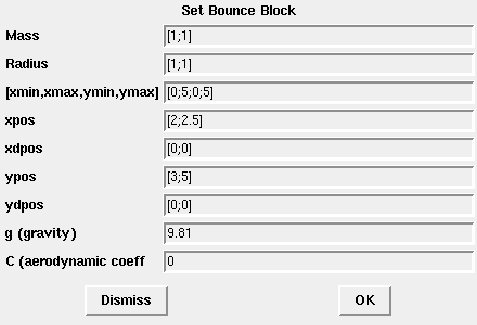 Set Bounce Block
Mass [1;1]
Radius [1;1]
[xmin,xmax,ymin,ymax] [0;5;0;5]
xpos [2;2.5]
xdpos [0;0]
ypos [3;5]
ydpos [0;0]
g (gravity) 9.81
C (aerodynamic coeff 0
Dismiss OK